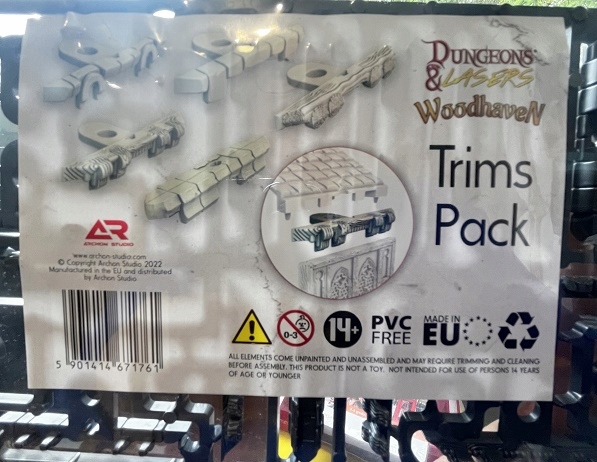 DUNGEONS
& LASERS
WoodhaveN
Trims
Pack
AR
ARCHON STUDIO
www.archon-studio.com
© Copyright Archon Studio 2022
Manufactured in the EU and distributed
by Archon Studio
5 901414 671761
0-3
14+
PVC
FREE
MADE IN
EU
ALL ELEMENTS COME UNPAINTED AND UNASSEMBLED AND MAY REQUIRE TRIMMING AND CLEANING
BEFORE ASSEMBLY. THIS PRODUCT IS NOT A TOY. NOT INTENDED FOR USE OF PERSONS 14 YEARS
OF AGE OR YOUNGER